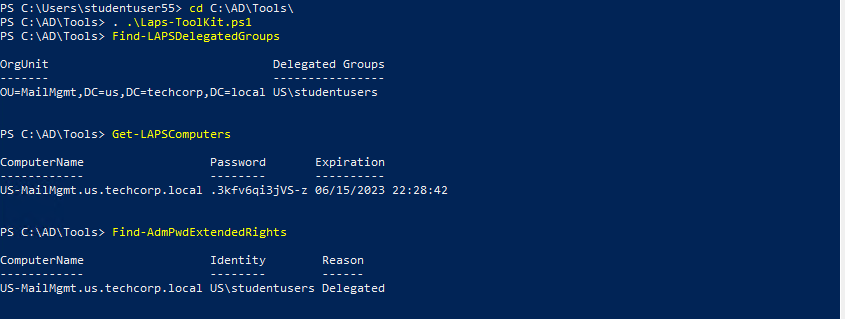 PS C:\Users\studentuser55> cd C:\AD\Tools\
PS C:\AD\Tools> . .\Laps-ToolKit.ps1
PS C:\AD\Tools> Find-LAPSDelegatedGroups
OrgUnit Delegated Groups
------- ----------------
OU=MailMgmt,DC=us,DC=techcorp,DC=local US\studentusers
PS C:\AD\Tools> Get-LAPSComputers
ComputerName Password Expiration
------------ -------- ----------
US-MailMgmt.us.techcorp.local .3kfv6qi3jVS-z 06/15/2023 22:28:42
PS C:\AD\Tools> Find-AdmPwdExtendedRights
ComputerName Identity Reason
------------ -------- ------
US-MailMgmt.us.techcorp.local US\studentusers Delegated